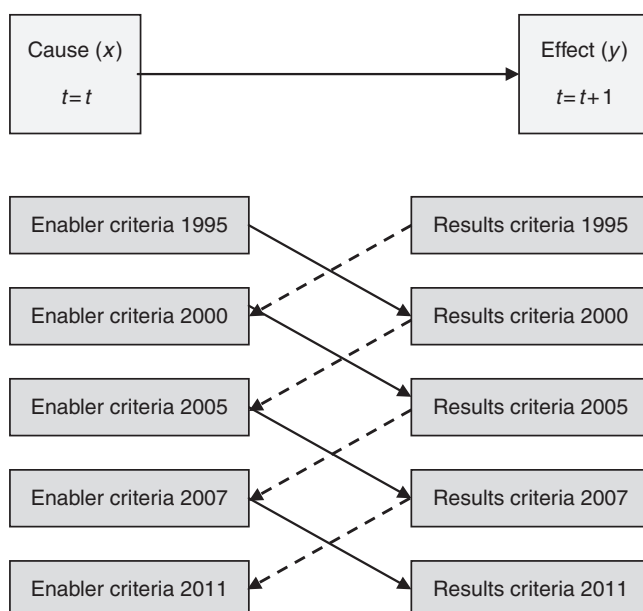 Cause (x)
t=t
Effect (y)
t=t+1
Enabler criteria 1995
Results criteria 1995
Enabler criteria 2000
Results criteria 2000
Enabler criteria 2005
Results criteria 2005
Enabler criteria 2007
Results criteria 2007
Enabler criteria 2011
Results criteria 2011